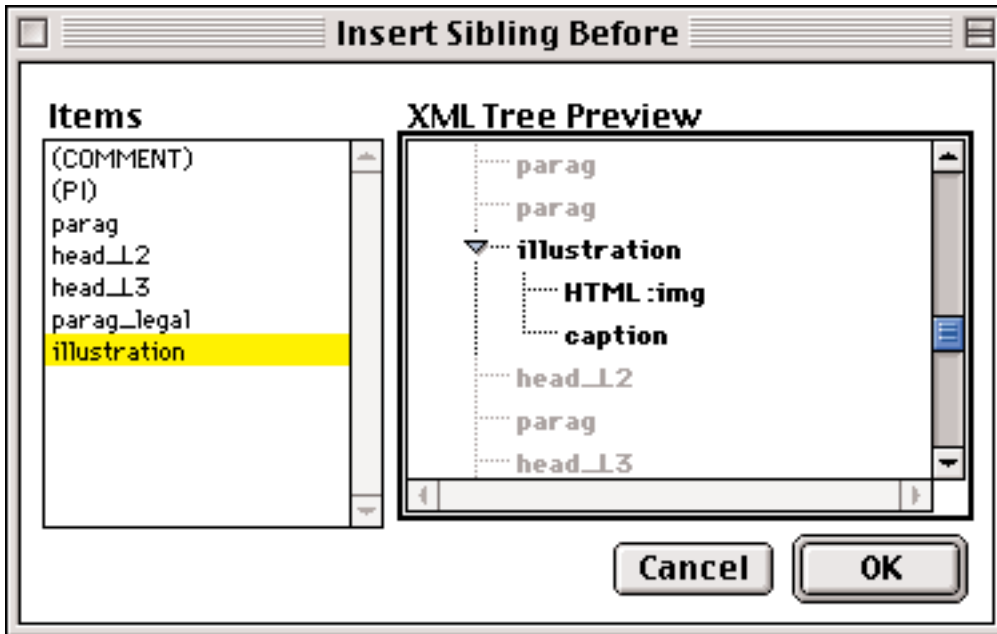 Insert Sibling Before
Items
(COMMENT)
(PI)
parag
head_L2
head_L3
parag_legal
illustration
XML Tree Preview
parag
parag
illustration
HTML:img
caption
head_L2
parag
head_L3
Cancel
OK